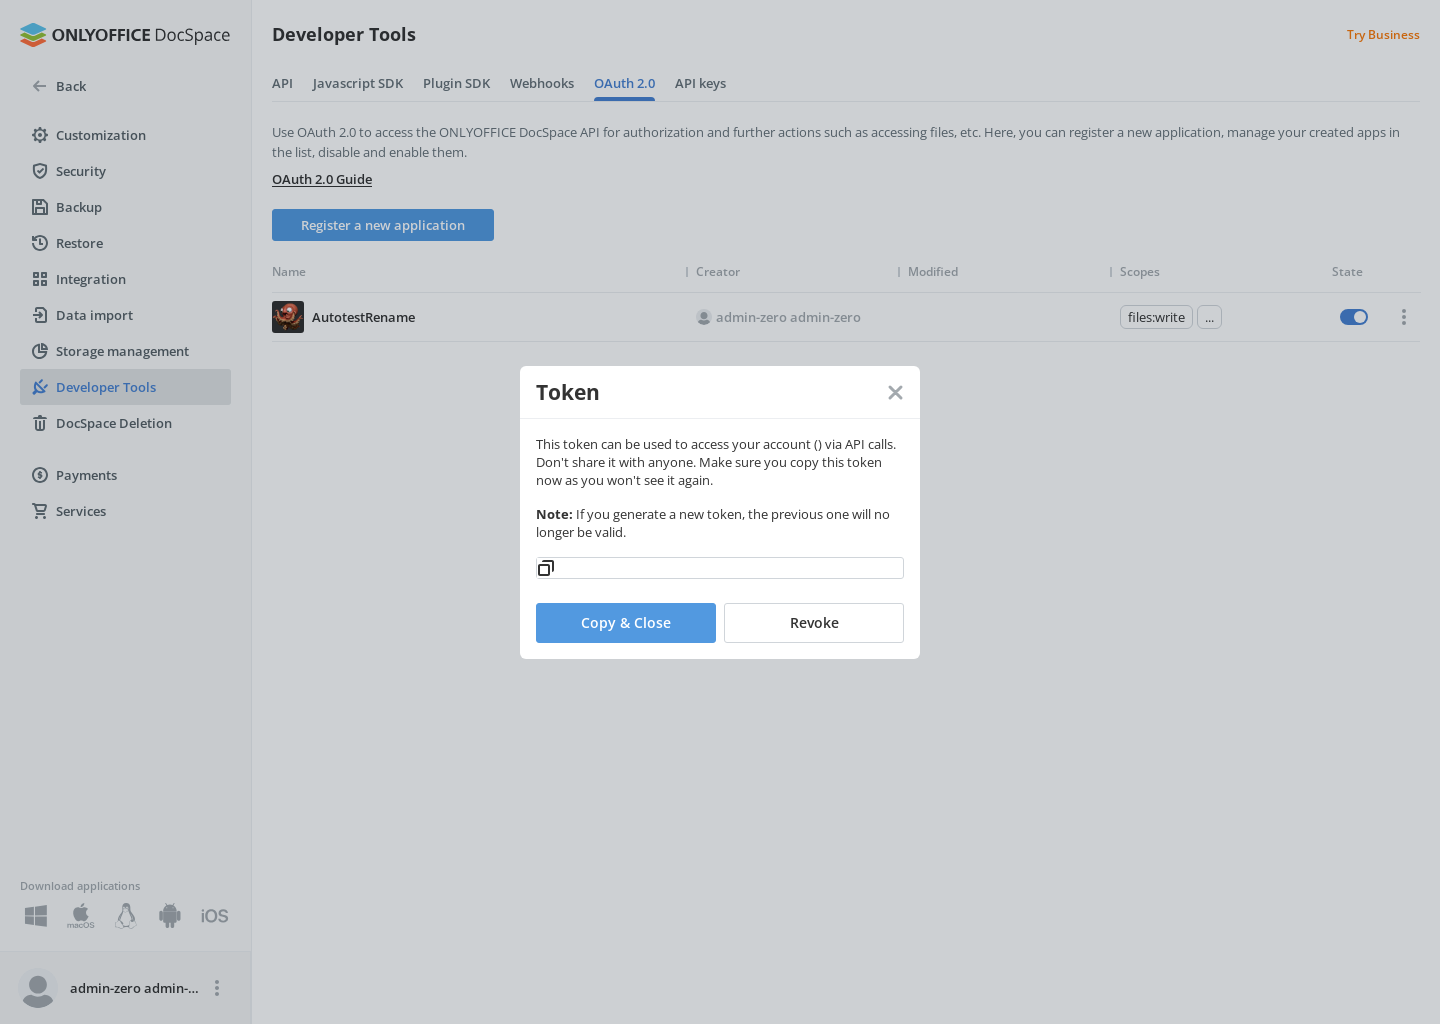 ONLYOFFICE DocSpace
Back
Customization
Security
Backup
Restore
Integration
Data import
Storage management
Developer Tools
DocSpace Deletion
Payments
Services
Download applications
macOS
iOS
admin-zero admin-...
Developer Tools
Try Business
API
Javascript SDK
Plugin SDK
Webhooks
OAuth 2.0
API keys
Use OAuth 2.0 to access the ONLYOFFICE DocSpace API for authorization and further actions such as accessing files, etc. Here, you can register a new application, manage your created apps in
the list, disable and enable them.
OAuth 2.0 Guide
Register a new application
Name
Creator
Modified
Scopes
State
AutotestRename
admin-zero admin-zero
files:write
...
Token
This token can be used to access your account () via API calls.
Don't share it with anyone. Make sure you copy this token
now as you won't see it again.
Note: If you generate a new token, the previous one will no
longer be valid.
Copy & Close
Revoke